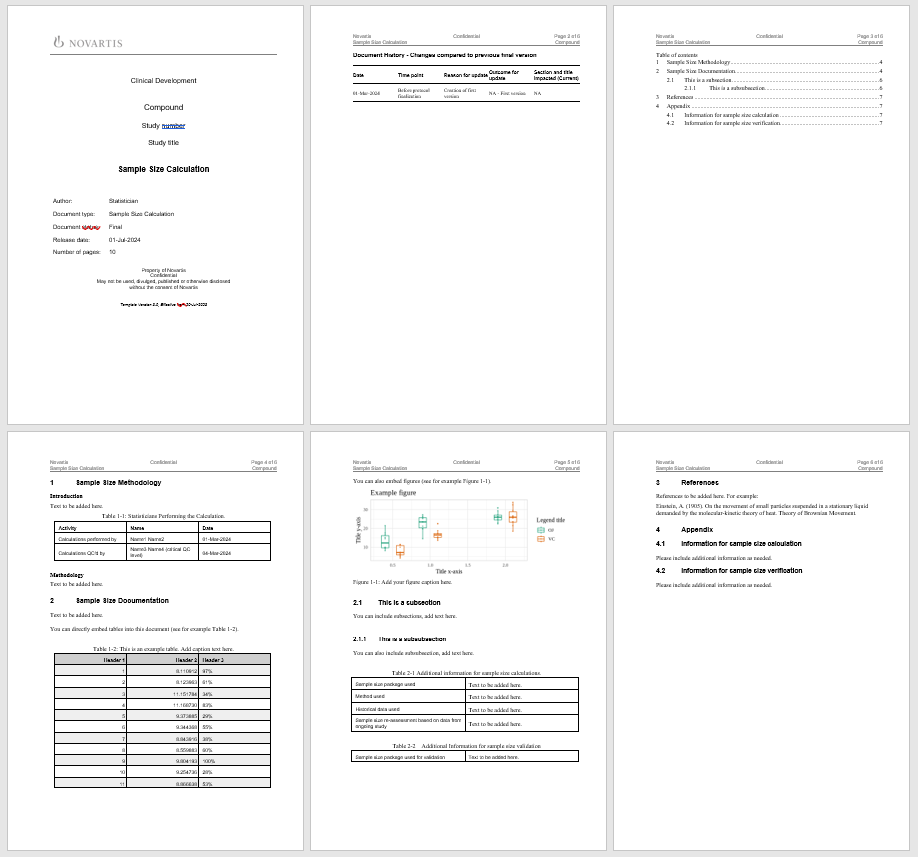 NOVARTIS
Clinical Development
Compound
Study number
Study title
Sample Size Calculation
Author: Statistician
Document type: Sample Size Calculation
Document status: Final
Release date: 01-Jul-2024
Number of pages: 10
Property of Novartis
Confidential
May not be used, divulged, published or otherwise disclosed
without the consent of Novartis
Novartis Confidential Page 2 of 8
Sample Size Calculation Compound
Document History - Changes compared to previous final version
Date Time point Reason for update Outcome for update Section and title impacted (Current)
01-Mar-2024 Before protocol finalization Creation of first version NA - First version NA
Novartis Confidential Page 3 of 8
Sample Size Calculation Compound
Table of contents
1 Sample Size Methodology 4
2 Sample Size Documentation 4
2.1 This is a subsection 6
2.1.1 This is a subsubsection 6
3 References 7
4 Appendix 7
4.1 Information for sample size calculation 7
4.2 Information for sample size verification 7
Novartis Confidential Page 4 of 8
Sample Size Calculation Compound
1 Sample Size Methodology
Introduction
Text to be added here.
Table 1-1: Statisticians Performing the Calculation.
Activity Name Date
Calculations performed by Name1 Name2 01-Mar-2024
Calculations QC'd by Name3 Name4 (critical QC level) 04-Mar-2024
Methodology
Text to be added here.
2 Sample Size Documentation
Text to be added here.
You can directly embed tables into this document (see for example Table 1-2).
Table 1-2: This is an example table. Add caption text here.
Header 1 Header 2 Header 3
1 8.110912 97%
2 8.123963 81%
3 11.151784 34%
4 11.168730 83%
5 9.373885 29%
6 9.344368 55%
7 8.843916 38%
8 8.559883 60%
9 9.804193 100%
10 9.254736 26%
11 8.866638 53%
Novartis Confidential Page 5 of 8
Sample Size Calculation Compound
You can also embed figures (see for example Figure 1-1).
Example figure
Title y-axis
30
20
10
0.5 1.0 1.5 2.0
Title x-axis
Legend title
OF
VC
Figure 1-1: Add your figure caption here.
2.1 This is a subsection
You can include subsections, add text here.
2.1.1 This is a subsubsection
You can also include subsubsection, add text here.
Table 2-1 Additional information for sample size calculations
Sample size package used Text to be added here.
Method used Text to be added here.
Historical data used Text to be added here.
Sample size re-assessment based on data from ongoing study Text to be added here.
Table 2-2 Additional Information for sample size validation
Sample size package used for validation Text to be added here.
Novartis Confidential Page 6 of 8
Sample Size Calculation Compound
3 References
References to be added here. For example:
Einstein, A. (1905). On the movement of small particles suspended in a stationary liquid
demanded by the molecular-kinetic theory of heat. Theory of Brownian Movement.
4 Appendix
4.1 Information for sample size calculation
Please include additional information as needed.
4.2 Information for sample size verification
Please include additional information as needed.